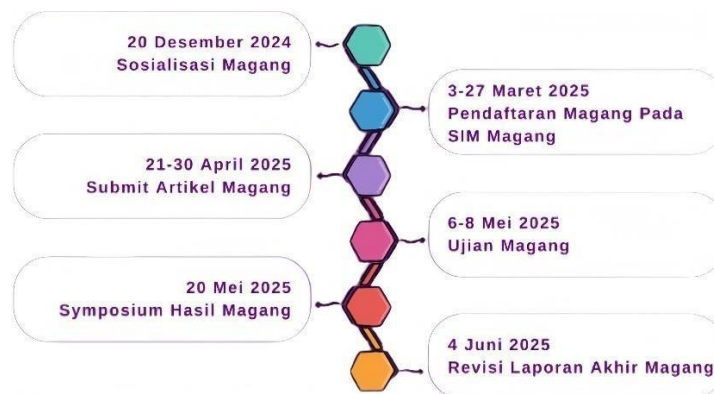 20 Desember 2024
Sosialisasi Magang
3-27 Maret 2025
Pendaftaran Magang Pada
SIM Magang
21-30 April 2025
Submit Artikel Magang
6-8 Mei 2025
Ujian Magang
20 Mei 2025
Symposium Hasil Magang
4 Juni 2025
Revisi Laporan Akhir Magang